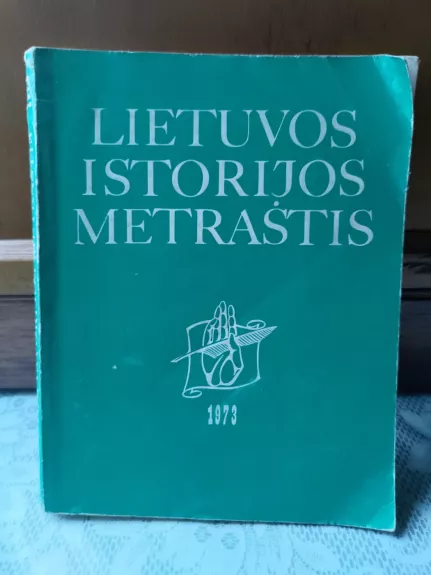 LIETUVOS
ISTORIJOS
METRAŠTIS
1973